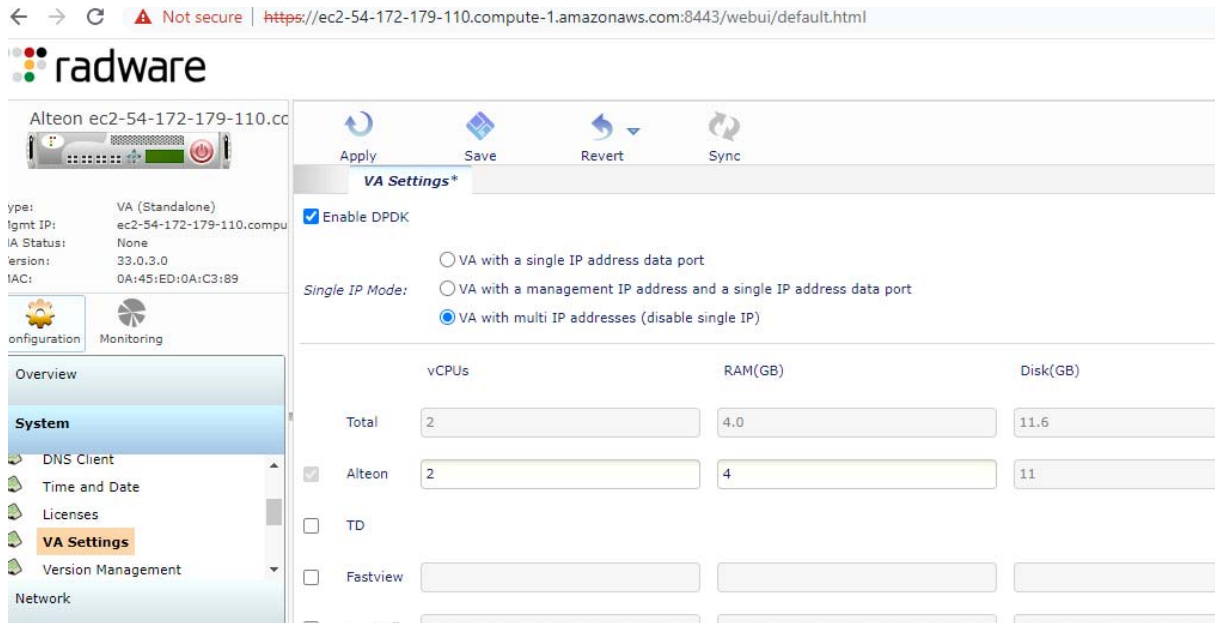 Not secure | https://ec2-54-172-179-110.compute-1.amazonaws.com:8443/webui/default.html
radware
Alteon ec2-54-172-179-110.cc
Apply Save Revert Sync
VA Settings*
ype: VA (Standalone)
Mgmt IP: ec2-54-172-179-110.compu
HA Status: None
ersion: 33.0.3.0
MAC: 0A:45:ED:0A:C3:89
onfiguration Monitoring
Overview
System
DNS Client
Time and Date
Licenses
VA Settings
Version Management
Network
Enable DPDK
Single IP Mode:
VA with a single IP address data port
VA with a management IP address and a single IP address data port
VA with multi IP addresses (disable single IP)
vCPUs RAM(GB) Disk(GB)
Total 2 4.0 11.6
Alteon 2 4 11
TD
Fastview